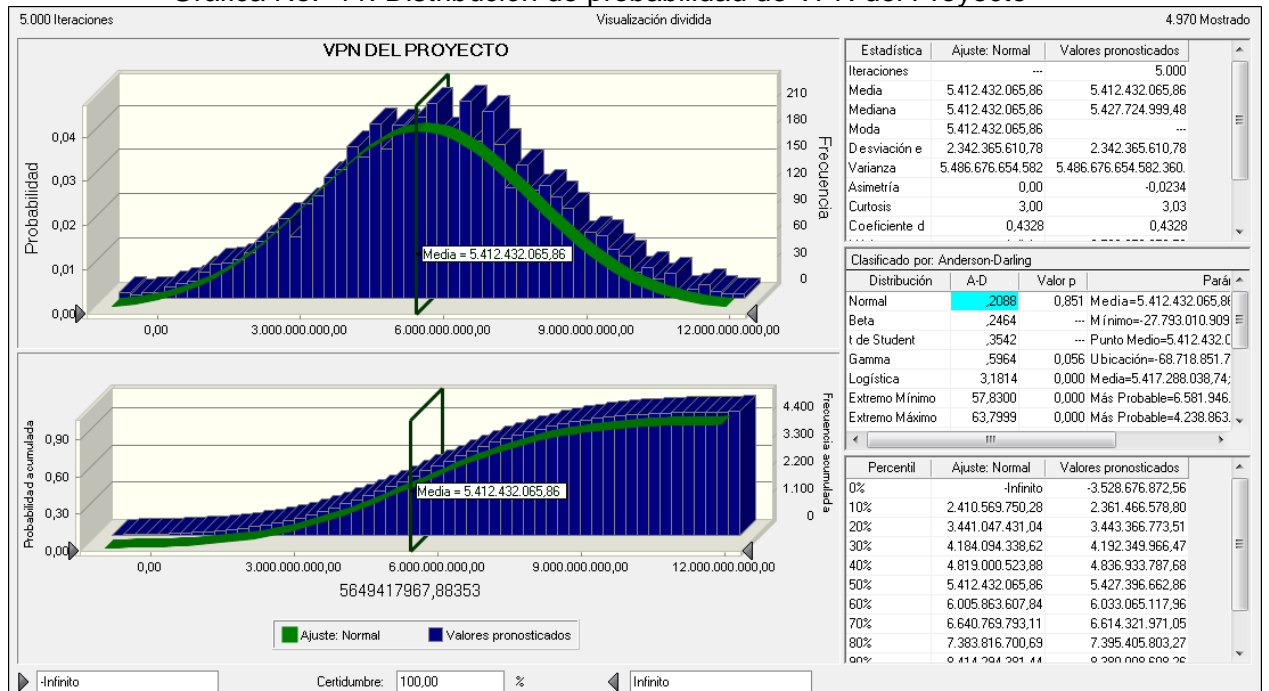 5.000 Iteraciones
Visualización dividida
4.970 Mostrado
VPN DEL PROYECTO
Probabilidad
0,04
0,03
0,02
0,01
0,00
210
180
150
120
90
60
30
0
Frecuencia
Media = 5.412.432.065,86
0,00 3.000.000.000,00 6.000.000.000,00 9.000.000.000,00 12.000.000.000,00
Probabilidad acumulada
0,90
0,60
0,30
0,00
4.400
3.300
2.200
1.100
0
Frecuencia acumulada
Media = 5.412.432.065,86
0,00 3.000.000.000,00 6.000.000.000,00 9.000.000.000,00 12.000.000.000,00
5649417967,88353
Ajuste: Normal Valores pronosticados
-Infinito Certidumbre: 100,00 % Infinito
Estadística Ajuste: Normal Valores pronosticados
Iteraciones --- 5.000
Media 5.412.432.065,86 5.412.432.065,86
Mediana 5.412.432.065,86 5.427.724.999,48
Moda 5.412.432.065,86 ---
Desviación e 2.342.365.610,78 2.342.365.610,78
Varianza 5.486.676.654.582 5.486.676.654.582.360.
Asimetría 0,00 -0,0234
Curtosis 3,00 3,03
Coeficiente d 0,4328 0,4328
Clasificado por: Anderson-Darling
Distribución A-D Valor p Pará
Normal ,2088 0,851 Media=5.412.432.065,86
Beta ,2464 --- Mínimo=-27.793.010.909
t de Student ,3542 --- Punto Medio=5.412.432.0
Gamma ,5964 0,056 Ubicación=-68.718.851.7
Logística 3,1814 0,000 Media=5.417.288.038,74;
Extremo Mínimo 57,8300 0,000 Más Probable=6.581.946.
Extremo Máximo 63,7999 0,000 Más Probable=4.238.863.
Percentil Ajuste: Normal Valores pronosticados
0% -Infinito -3.528.676.872,56
10% 2.410.569.750,28 2.361.466.578,80
20% 3.441.047.431,04 3.443.366.773,51
30% 4.184.094.338,62 4.192.349.966,47
40% 4.819.000.523,88 4.836.933.787,68
50% 5.412.432.065,86 5.427.396.662,86
60% 6.005.863.607,84 6.033.065.117,96
70% 6.640.769.793,11 6.614.321.971,05
80% 7.383.816.700,69 7.395.405.803,27